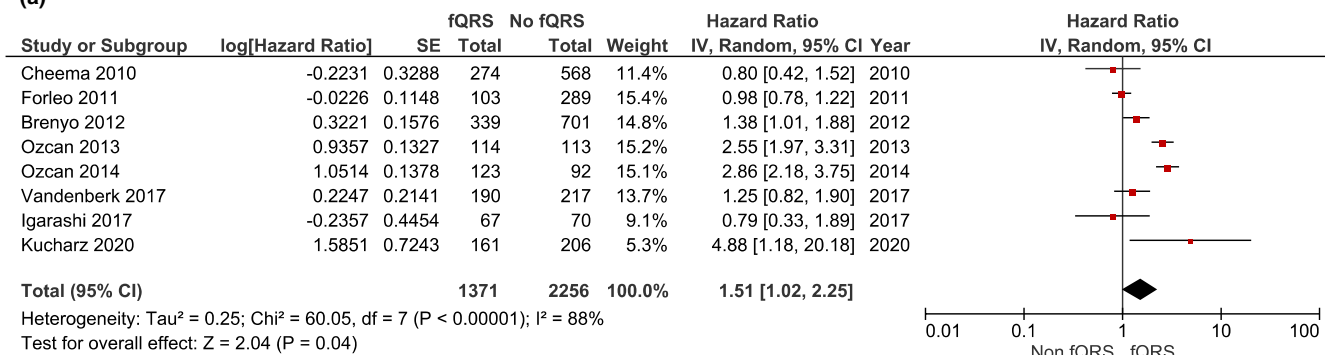 (a)
fQRS No fQRS Hazard Ratio Hazard Ratio
Study or Subgroup log[Hazard Ratio] SE Total Total Weight IV, Random, 95% CI Year IV, Random, 95% CI
Cheema 2010 -0.2231 0.3288 274 568 11.4% 0.80 [0.42, 1.52] 2010
Forleo 2011 -0.0226 0.1148 103 289 15.4% 0.98 [0.78, 1.22] 2011
Brenyo 2012 0.3221 0.1576 339 701 14.8% 1.38 [1.01, 1.88] 2012
Ozcan 2013 0.9357 0.1327 114 113 15.2% 2.55 [1.97, 3.31] 2013
Ozcan 2014 1.0514 0.1378 123 92 15.1% 2.86 [2.18, 3.75] 2014
Vandenberk 2017 0.2247 0.2141 190 217 13.7% 1.25 [0.82, 1.90] 2017
Igarashi 2017 -0.2357 0.4454 67 70 9.1% 0.79 [0.33, 1.89] 2017
Kucharz 2020 1.5851 0.7243 161 206 5.3% 4.88 [1.18, 20.18] 2020
Total (95% CI) 1371 2256 100.0% 1.51 [1.02, 2.25]
Heterogeneity: Tau² = 0.25; Chi² = 60.05, df = 7 (P < 0.00001); I² = 88%
Test for overall effect: Z = 2.04 (P = 0.04)
0.01 0.1 1 10 100
Non fQRS fQRS